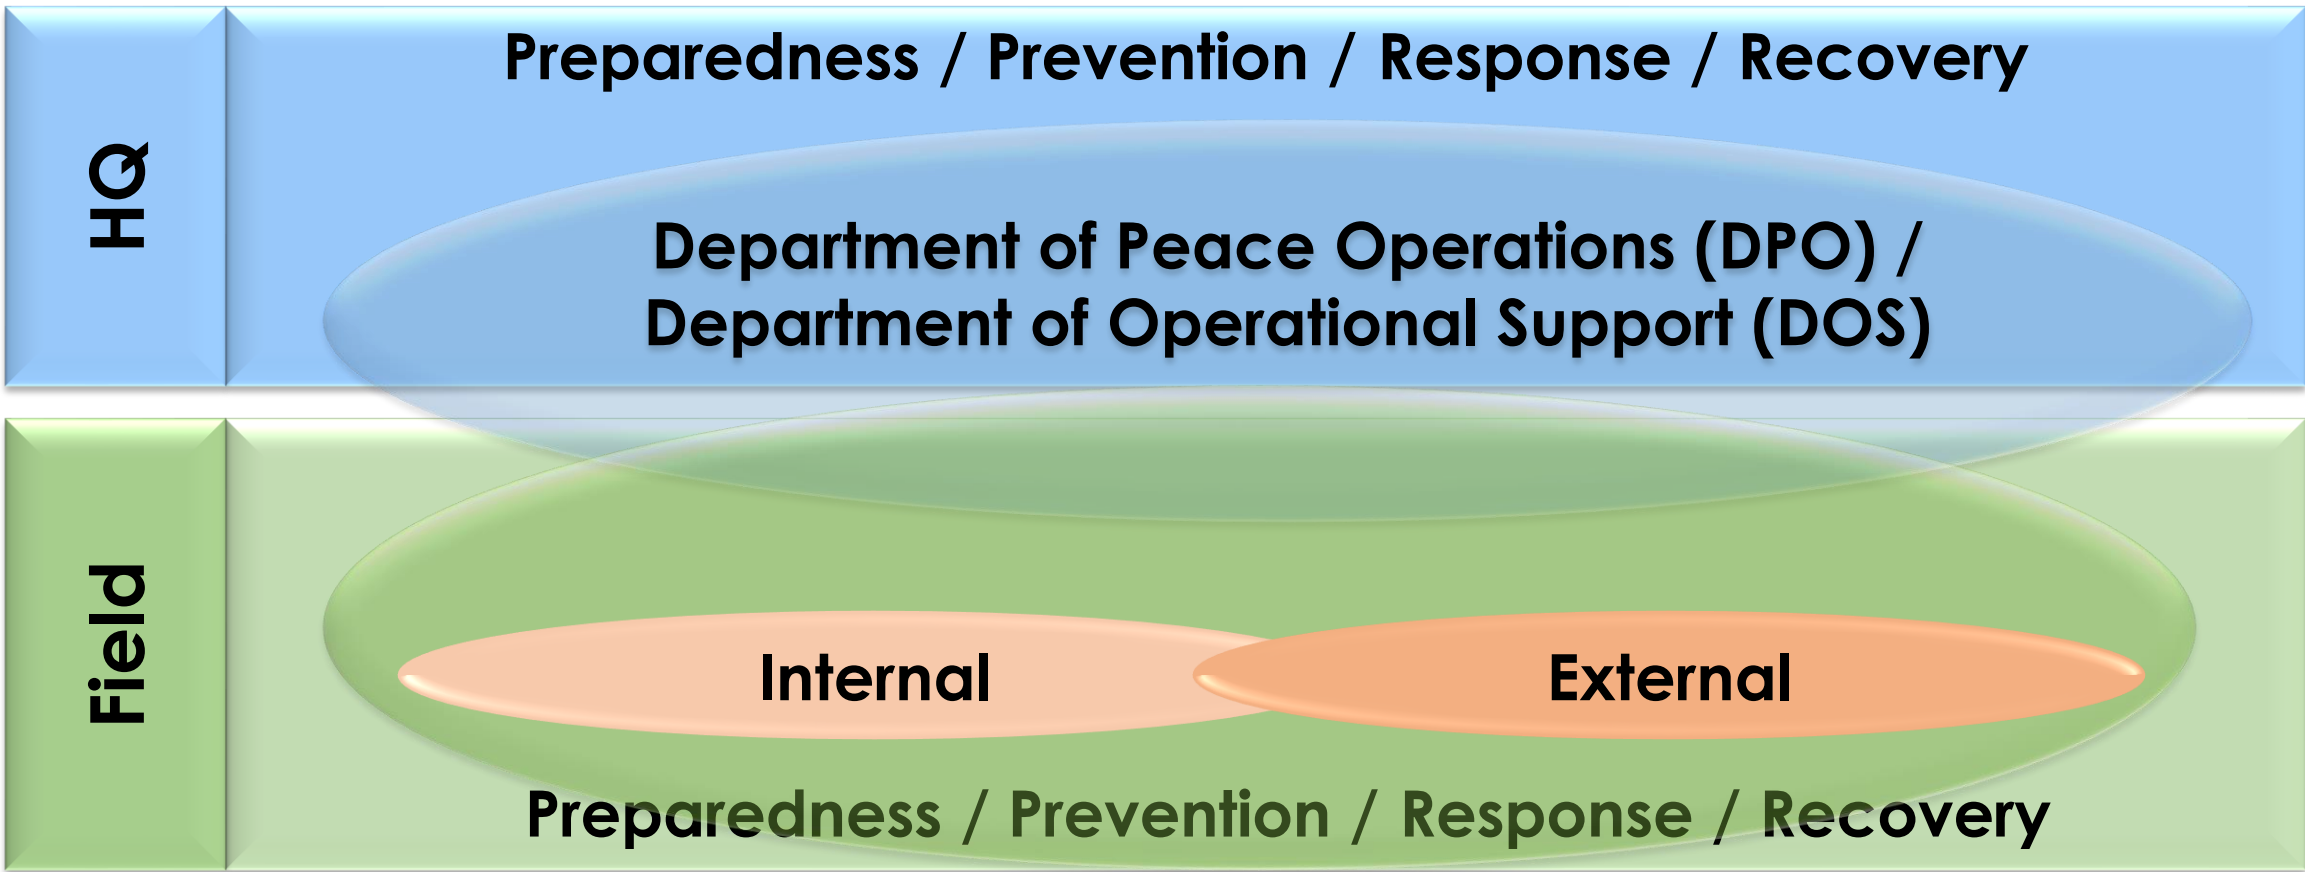 HQ
Preparedness / Prevention / Response / Recovery
Department of Peace Operations (DPO) /
Department of Operational Support (DOS)
Field
Internal
External
Preparedness / Prevention / Response / Recovery